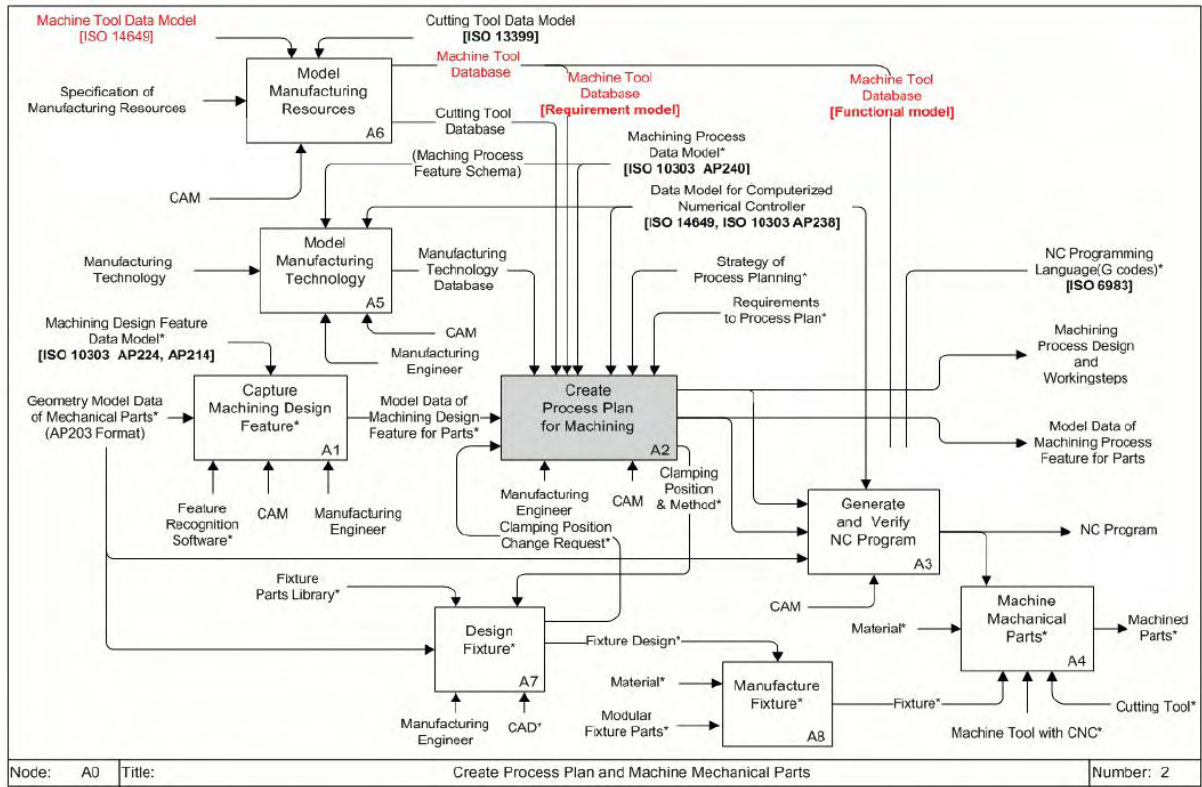 Machine Tool Data Model
[ISO 14649]
Cutting Tool Data Model
[ISO 13399]
Machine Tool
Database
Machine Tool
Database
[Requirement model]
Machine Tool
Database
[Functional model]
Specification of
Manufacturing Resources
Model
Manufacturing
Resources
A6
Cutting Tool
Database
CAM
(Maching Process
Feature Schema)
Machining Process
Data Model*
[ISO 10303 AP240]
Data Model for Computerized
Numerical Controller
[ISO 14649, ISO 10303 AP238]
Manufacturing
Technology
Model
Manufacturing
Technology
A5
Manufacturing
Technology
Database
Strategy of
Process Planning*
Requirements
to Process Plan*
NC Programming
Language(G codes)*
[ISO 6983]
CAM
Manufacturing
Engineer
Machining Design Feature
Data Model*
[ISO 10303 AP224, AP214]
Geometry Model Data
of Mechanical Parts*
(AP203 Format)
Capture
Machining Design
Feature*
A1
Model Data of
Machining Design
Feature for Parts*
Create
Process Plan
for Machining
A2
Machining
Process Design
and
Workingsteps
Model Data of
Machining Process
Feature for Parts
Feature
Recognition
Software*
CAM
Manufacturing
Engineer
Manufacturing
Engineer
CAM
Clamping
Position
& Method*
Clamping Position
Change Request*
Generate
and Verify
NC Program
A3
NC Program
CAM
Fixture
Parts Library*
Design
Fixture*
A7
Fixture Design*
Manufacturing
Engineer
CAD*
Material*
Modular
Fixture Parts*
Manufacture
Fixture*
A8
Fixture*
Material*
Machine
Machanical
Parts*
A4
Machined
Parts*
Cutting Tool*
Machine Tool with CNC*
Node: A0
Title:
Create Process Plan and Machine Mechanical Parts
Number: 2